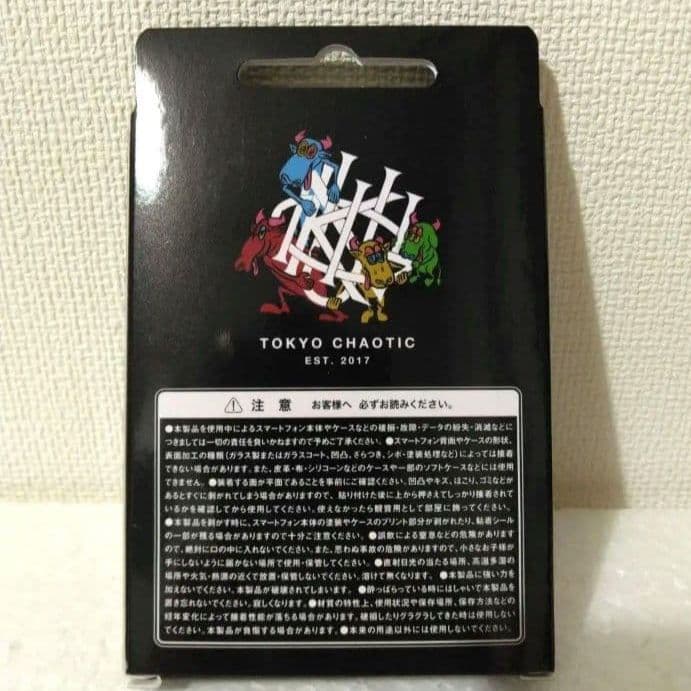 TOKYO CHAOTIC
EST. 2017
注 意 お客様へ 必ずお読みください。
●本製品を使用中によるスマートフォン本体やケースなどの破損・故障・データの紛失・消滅などに
つきましては一切の責任を負いかねますので予めご了承ください。●スマートフォン背面やケースの形状、
表面加工の種類(ガラス製またはガラスコート、凹凸、ざらつき、シボ・塗装処理など)によっては接着
できない場合があります。また、皮革・布・シリコーンなどのケースや一部のソフトケースなどには使用
できません。●装着する面が平面であることを事前にご確認ください。凹凸やキズ、ほこり、ゴミなどが
あるとすぐに剥がれてしまう場合がありますので、貼り付けた後に上から押さえてしっかり接着されて
いるかを確認してから使用してください。使えなかったら観賞用として部屋に飾ってください。
●本製品を剥がす時に、スマートフォン本体の塗装やケースのプリント部分が剥がれたり、粘着シール
の一部が残る場合がありますので十分ご注意ください。●誤飲による窒息などの危険があります
ので、絶対に口の中に入れないでください。また、思わぬ事故の危険がありますので、小さなお子様が
手にしないように届かない場所で使用・保管してください。●直射日光の当たる場所、高温多湿の
場所や火気・熱源の近くで放置・保管しないでください。溶けて無くなります。●本製品に強い力を
加えないでください。本製品が破壊されてしまいます。●酔っぱらっている時にはしゃいで本製品を
置き忘れないでください。寂しくなります。●材質の特性上、使用状況や保存場所、保存方法などの
経年変化によって接着性能が落ちる場合があります。破損したりグラグラしてきた時は使用しない
でください。本製品が負傷する場合があります。●本来の用途以外には使用しないでください。